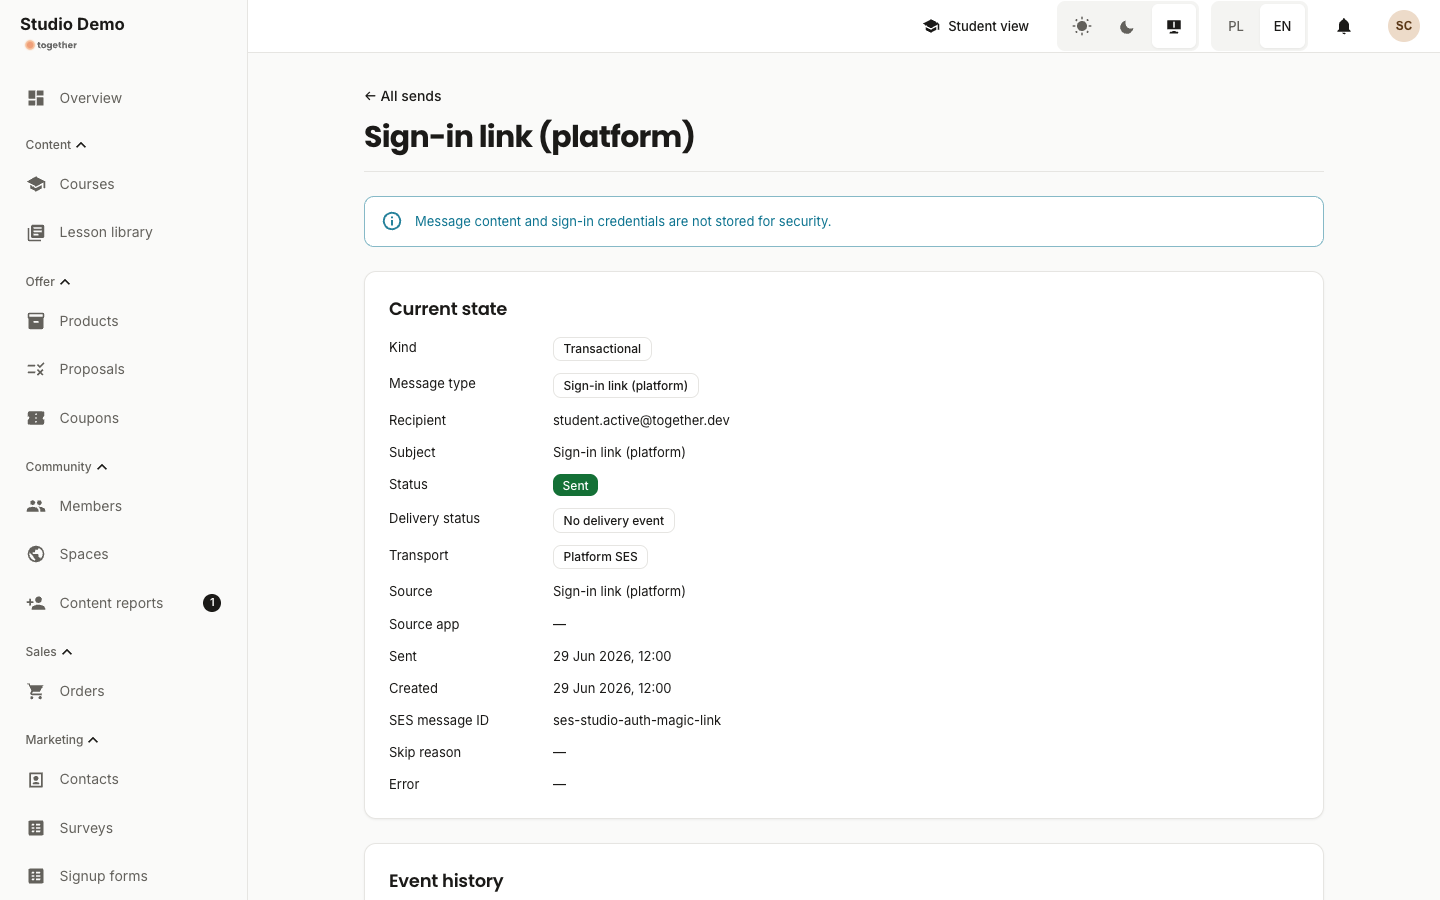 Studio Demo
together
Student view
PL
EN
SC
Overview
Content
Courses
Lesson library
Offer
Products
Proposals
Coupons
Community
Members
Spaces
Content reports
1
Sales
Orders
Marketing
Contacts
Surveys
Signup forms
← All sends
Sign-in link (platform)
Message content and sign-in credentials are not stored for security.
Current state
Kind Transactional
Message type Sign-in link (platform)
Recipient student.active@together.dev
Subject Sign-in link (platform)
Status Sent
Delivery status No delivery event
Transport Platform SES
Source Sign-in link (platform)
Source app —
Sent 29 Jun 2026, 12:00
Created 29 Jun 2026, 12:00
SES message ID ses-studio-auth-magic-link
Skip reason —
Error —
Event history